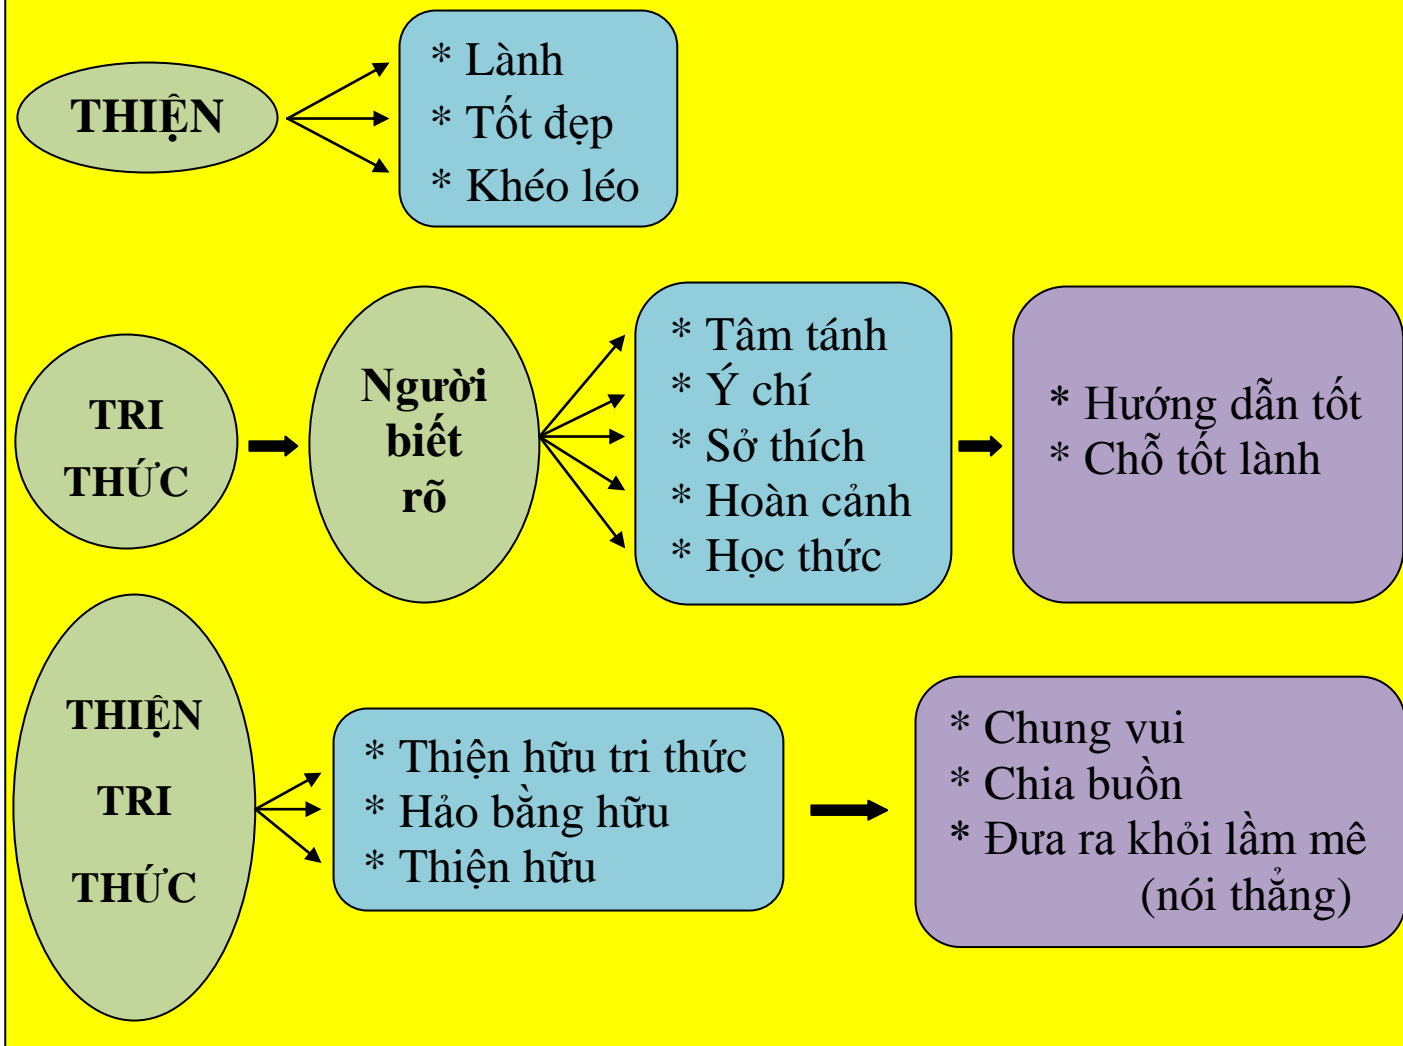 THIỆN
* Lành
* Tốt đẹp
* Khéo léo
TRI
THỨC
Người
biết
rõ
* Tâm tánh
* Ý chí
* Sở thích
* Hoàn cảnh
* Học thức
* Hướng dẫn tốt
* Chỗ tốt lành
THIỆN
TRI
THỨC
* Thiện hữu tri thức
* Hảo bằng hữu
* Thiện hữu
* Chung vui
* Chia buồn
* Đưa ra khỏi lầm mê
(nói thẳng)